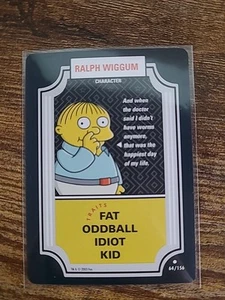 RALPH WIGGUM
CHARACTER
And when
the doctor
said I didn't
have worms
anymore,
that was the
happiest day
of my life.
TRAITS
FAT
ODDBALL
IDIOT
KID
64/156